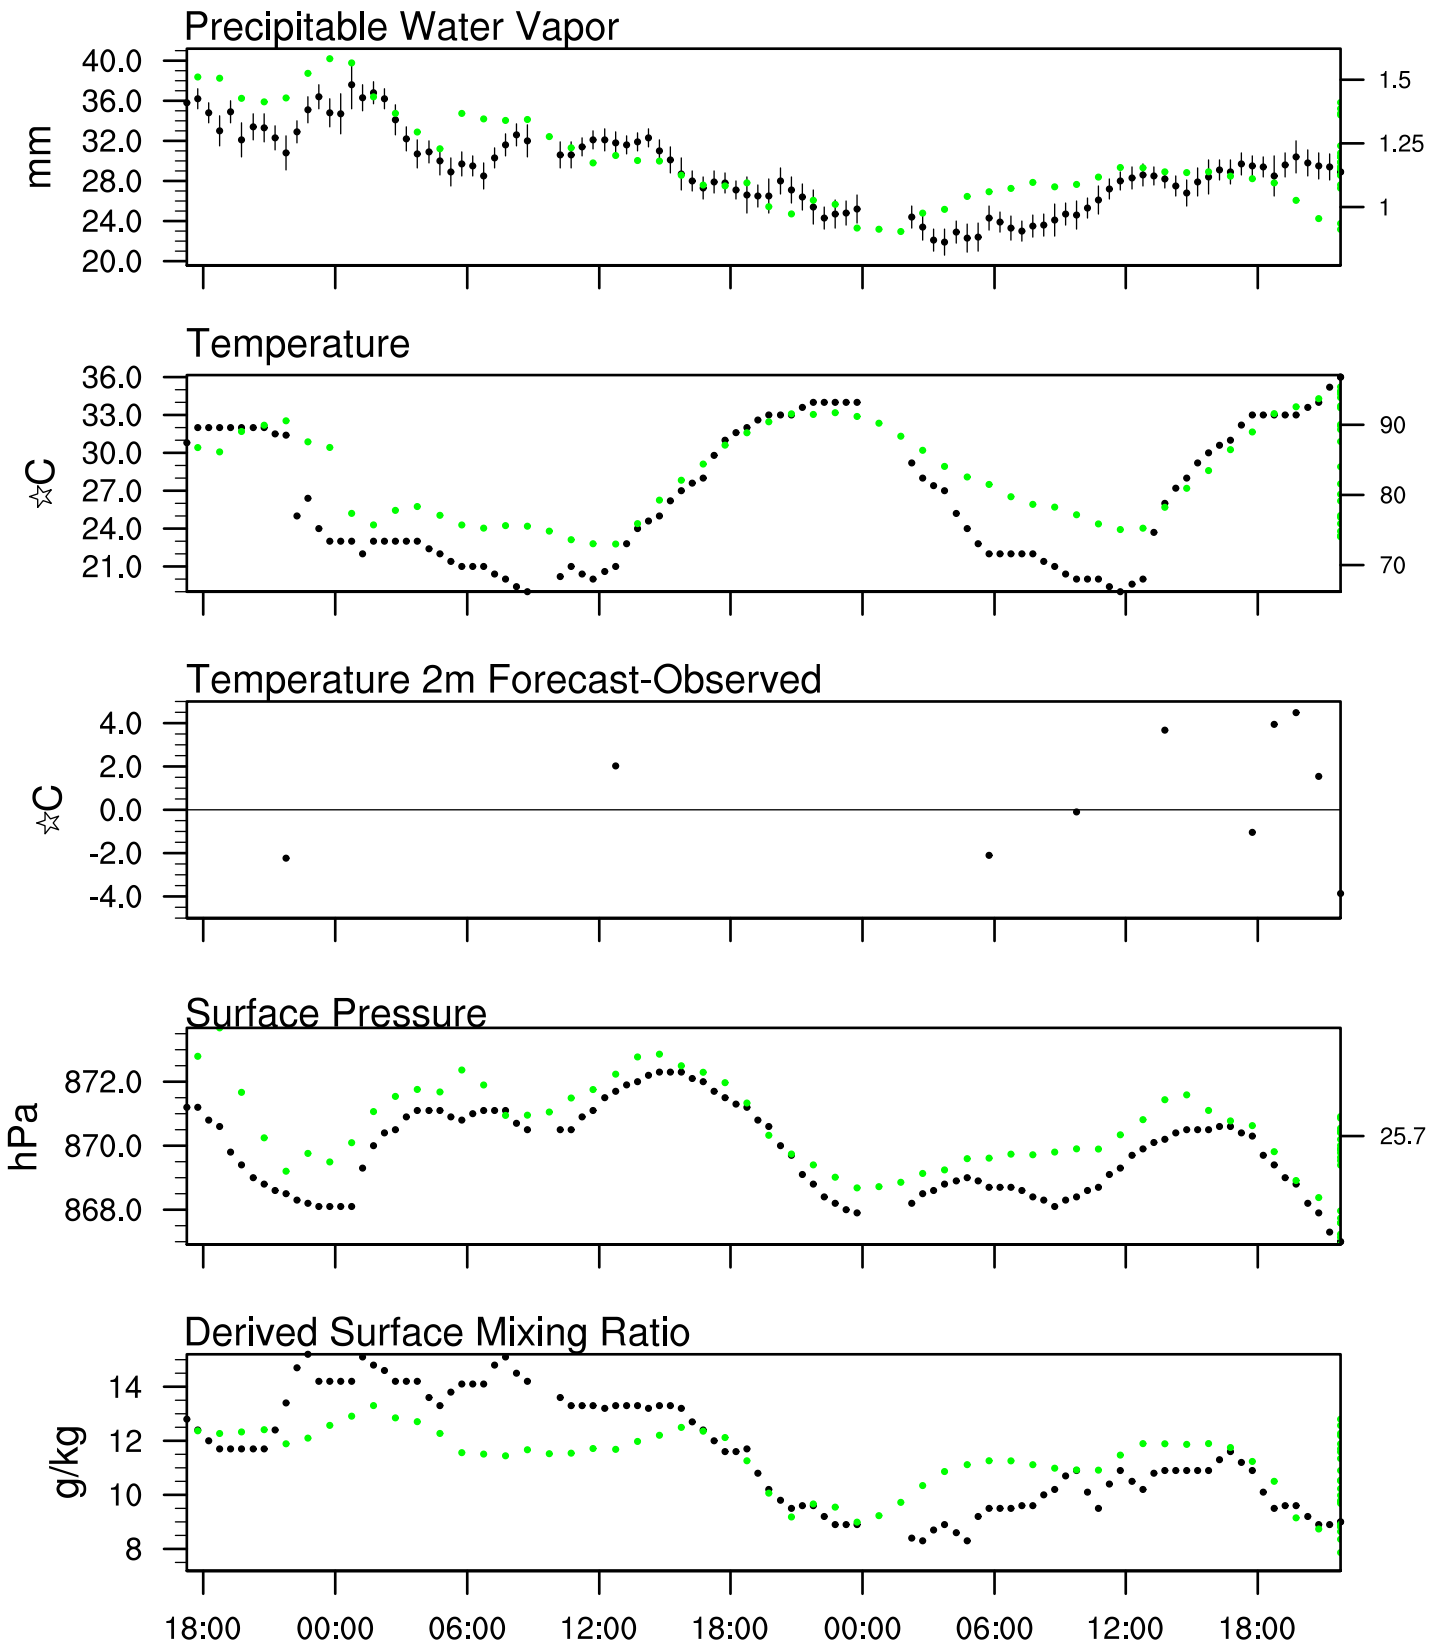 Precipitable Water Vapor
40.0
36.0
32.0
28.0
24.0
20.0
mm
1.5
1.25
1
Temperature
36.0
33.0
30.0
27.0
24.0
21.0
☆C
90
80
70
Temperature 2m Forecast-Observed
4.0
2.0
0.0
-2.0
-4.0
☆C
Surface Pressure
872.0
870.0
868.0
hPa
25.7
Derived Surface Mixing Ratio
14
12
10
8
g/kg
18:00 00:00 06:00 12:00 18:00 00:00 06:00 12:00 18:00